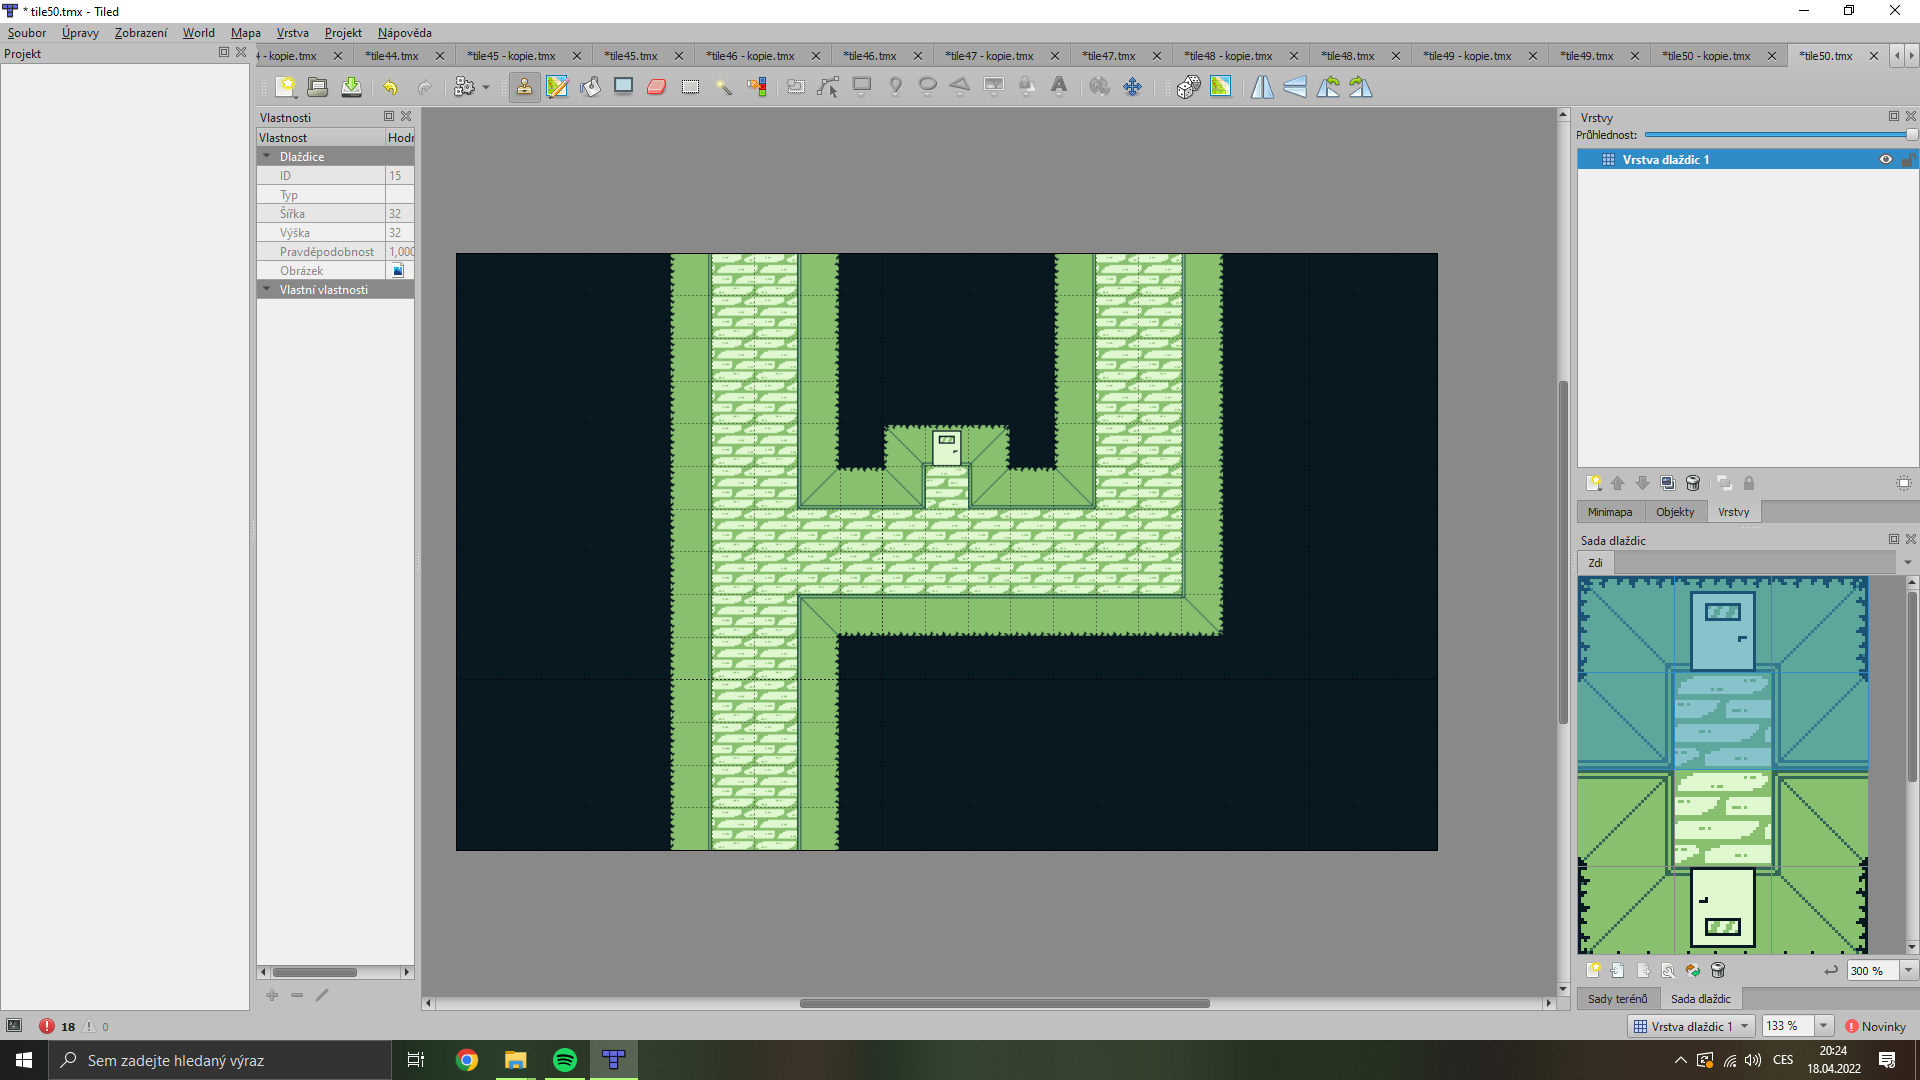 * tile50.tmx - Tiled
Soubor Úpravy Zobrazení World Mapa Vrstva Projekt Nápověda
Projekt
- kopie.tmx *tile44.tmx *tile45 - kopie.tmx *tile45.tmx *tile46 - kopie.tmx *tile46.tmx *tile47 - kopie.tmx *tile47.tmx *tile48 - kopie.tmx *tile48.tmx *tile49 - kopie.tmx *tile49.tmx *tile50 - kopie.tmx *tile50.tmx
Vlastnosti
Vlastnost Hodr
Dlaždice
ID 15
Typ
Šířka 32
Výška 32
Pravděpodobnost 1,000
Obrázek
Vlastní vlastnosti
Vrstvy
Průhlednost:
Vrstva dlaždic 1
Minimapa Objekty Vrstvy
Sada dlaždic
Zdi
300 %
Sady terénů Sada dlaždic
18 0
Vrstva dlaždic 1 133 % Novinky
Sem zadejte hledaný výraz
CES
20:24
18.04.2022